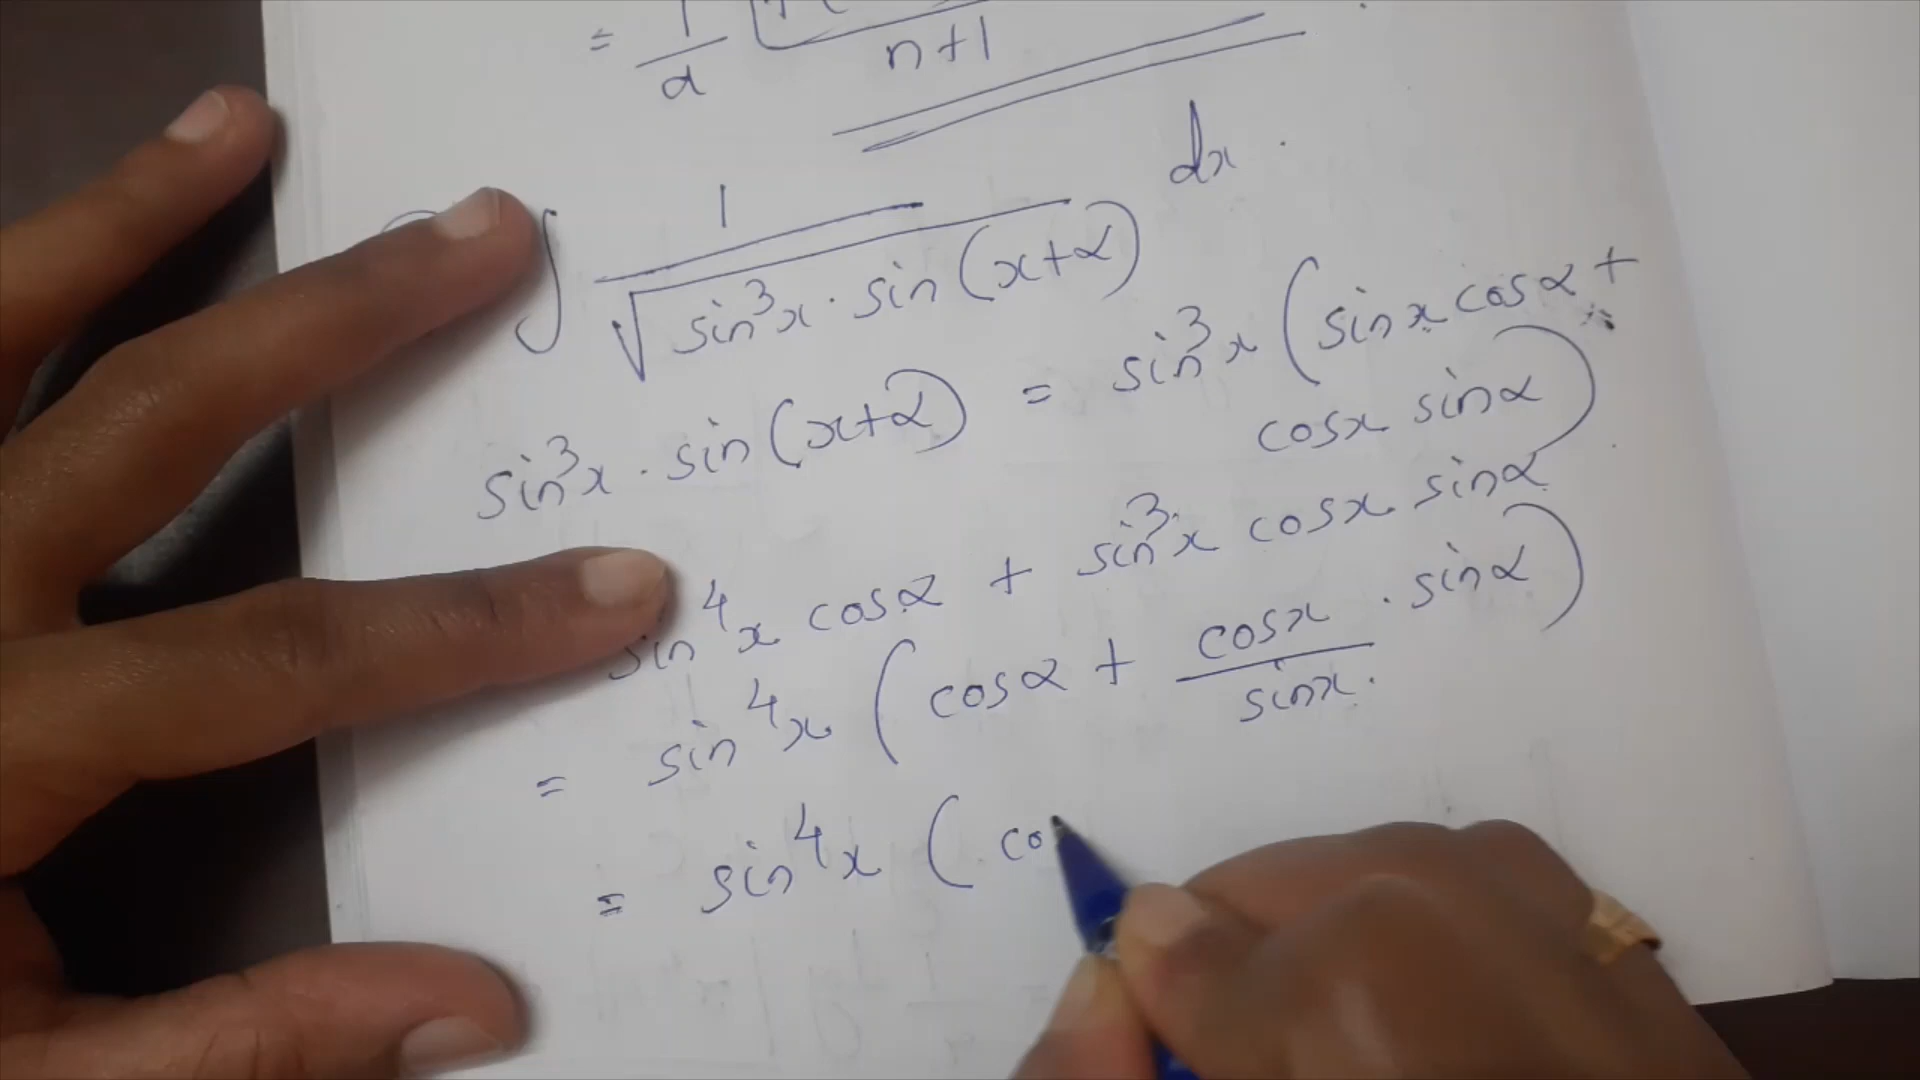 = 1/α n+1
∫ 1/√(sin³x · sin(x+α)) dx .
sin³x · sin(x+α) = sin³x (sinx cosα +
cosx sinα)
sin⁴x cosα + sin³x cosx sinα
= sin⁴x (cosα + cosx/sinx · sinα)
= sin⁴x ( co